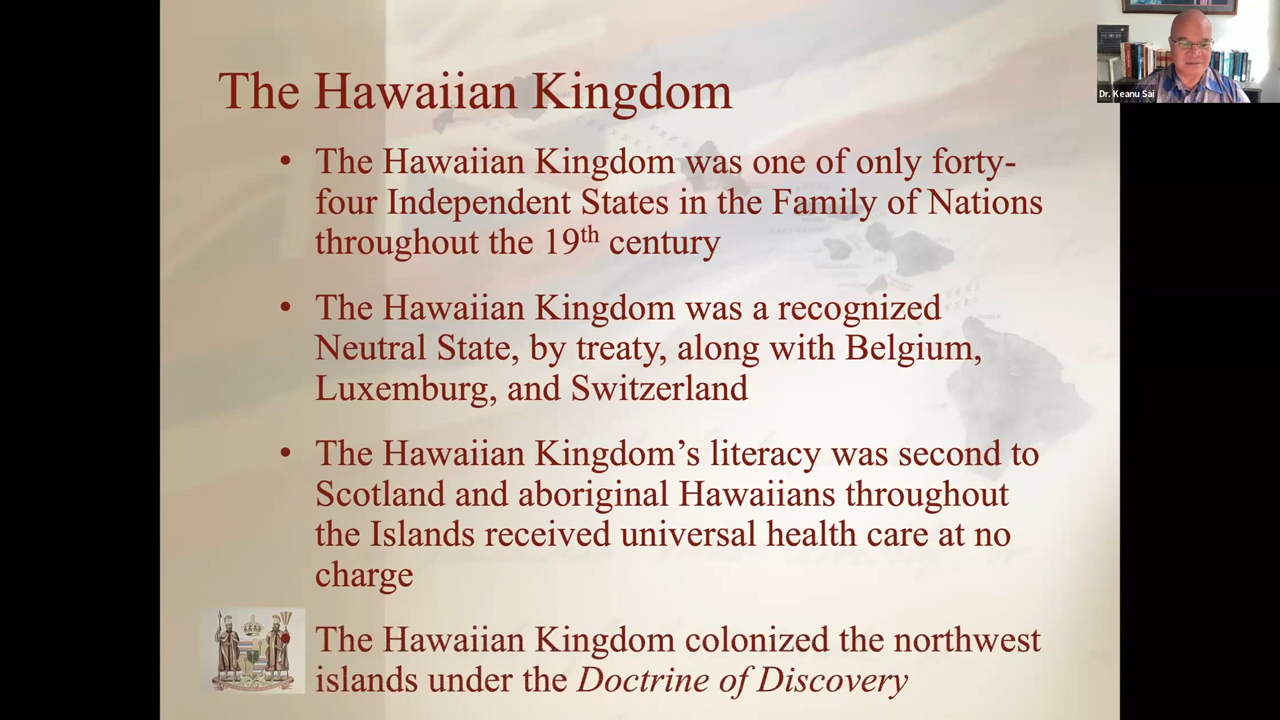 The Hawaiian Kingdom
Dr. Keanu Sai
• The Hawaiian Kingdom was one of only forty-
four Independent States in the Family of Nations
throughout the 19th century
• The Hawaiian Kingdom was a recognized
Neutral State, by treaty, along with Belgium,
Luxemburg, and Switzerland
• The Hawaiian Kingdom’s literacy was second to
Scotland and aboriginal Hawaiians throughout
the Islands received universal health care at no
charge
The Hawaiian Kingdom colonized the northwest
islands under the Doctrine of Discovery